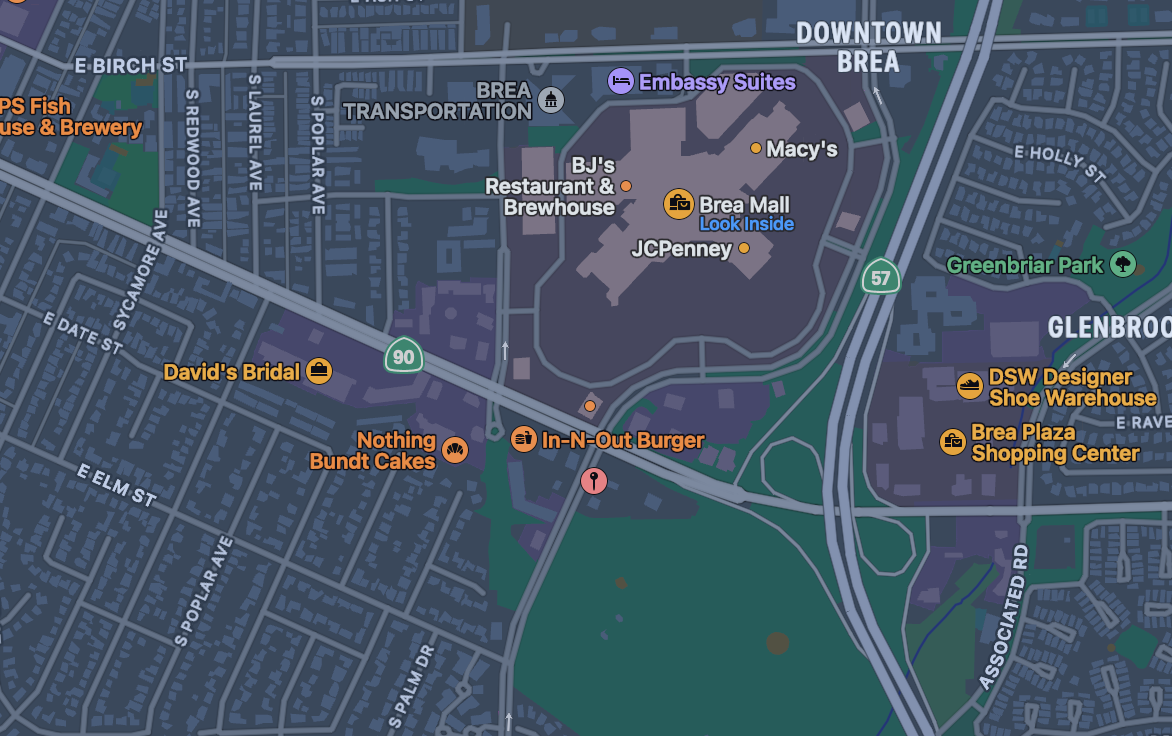 DOWNTOWN
BREA
E BIRCH ST
BREA
TRANSPORTATION
Embassy Suites
PS Fish
use & Brewery
S REDWOOD AVE
S LAUREL AVE
S POPLAR AVE
BJ's
Restaurant &
Brewhouse
Macy's
Brea Mall
Look Inside
JCPenney
E HOLLY ST
Greenbriar Park
57
SYCAMORE AVE
E DATE ST
GLENBROO
90
David's Bridal
DSW Designer
Shoe Warehouse
E RAVE
Nothing
Bundt Cakes
In-N-Out Burger
Brea Plaza
Shopping Center
E ELM ST
S POPLAR AVE
S PALM DR
ASSOCIATED RD